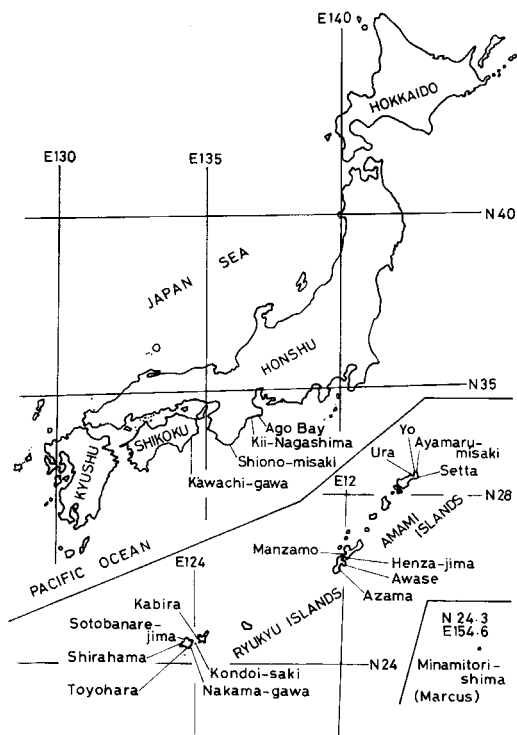 E140
HOKKAIDO
E130
E135
N 40
JAPAN SEA
HONSHU
N35
Ago Bay
Kii-Nagashima
SHIKOKU
Shiono-misaki
KYUSHU
Kawachi-gawa
Yo
Ayamaru-
misaki
Ura
Setta
E12
N 28
AMAMI ISLANDS
PACIFIC OCEAN
Manzamo
Henza-jima
Awase
Azama
E124
Kabira
Sotobanare-
jima
RYUKYU ISLANDS
Shirahama
Kondoi-saki
N24
Toyohara
Nakama-gawa
N 24.3
E154.6
Minamitori-
shima
(Marcus)